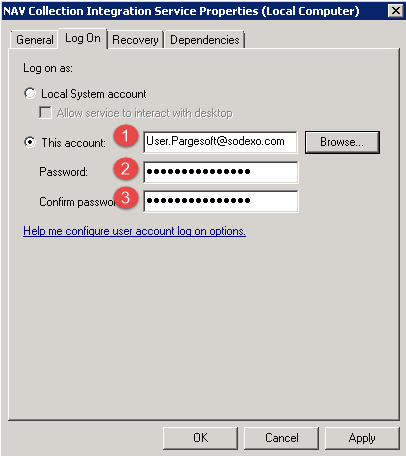 NAV Collection Integration Service Properties (Local Computer)
General Log On Recovery Dependencies
Log on as:
Local System account
Allow service to interact with desktop
This account: 1 User.Pargesoft@sodexo.com Browse...
Password: 2 •••••••••••••••
Confirm passwor 3 •••••••••••••••
Help me configure user account log on options.
OK Cancel Apply